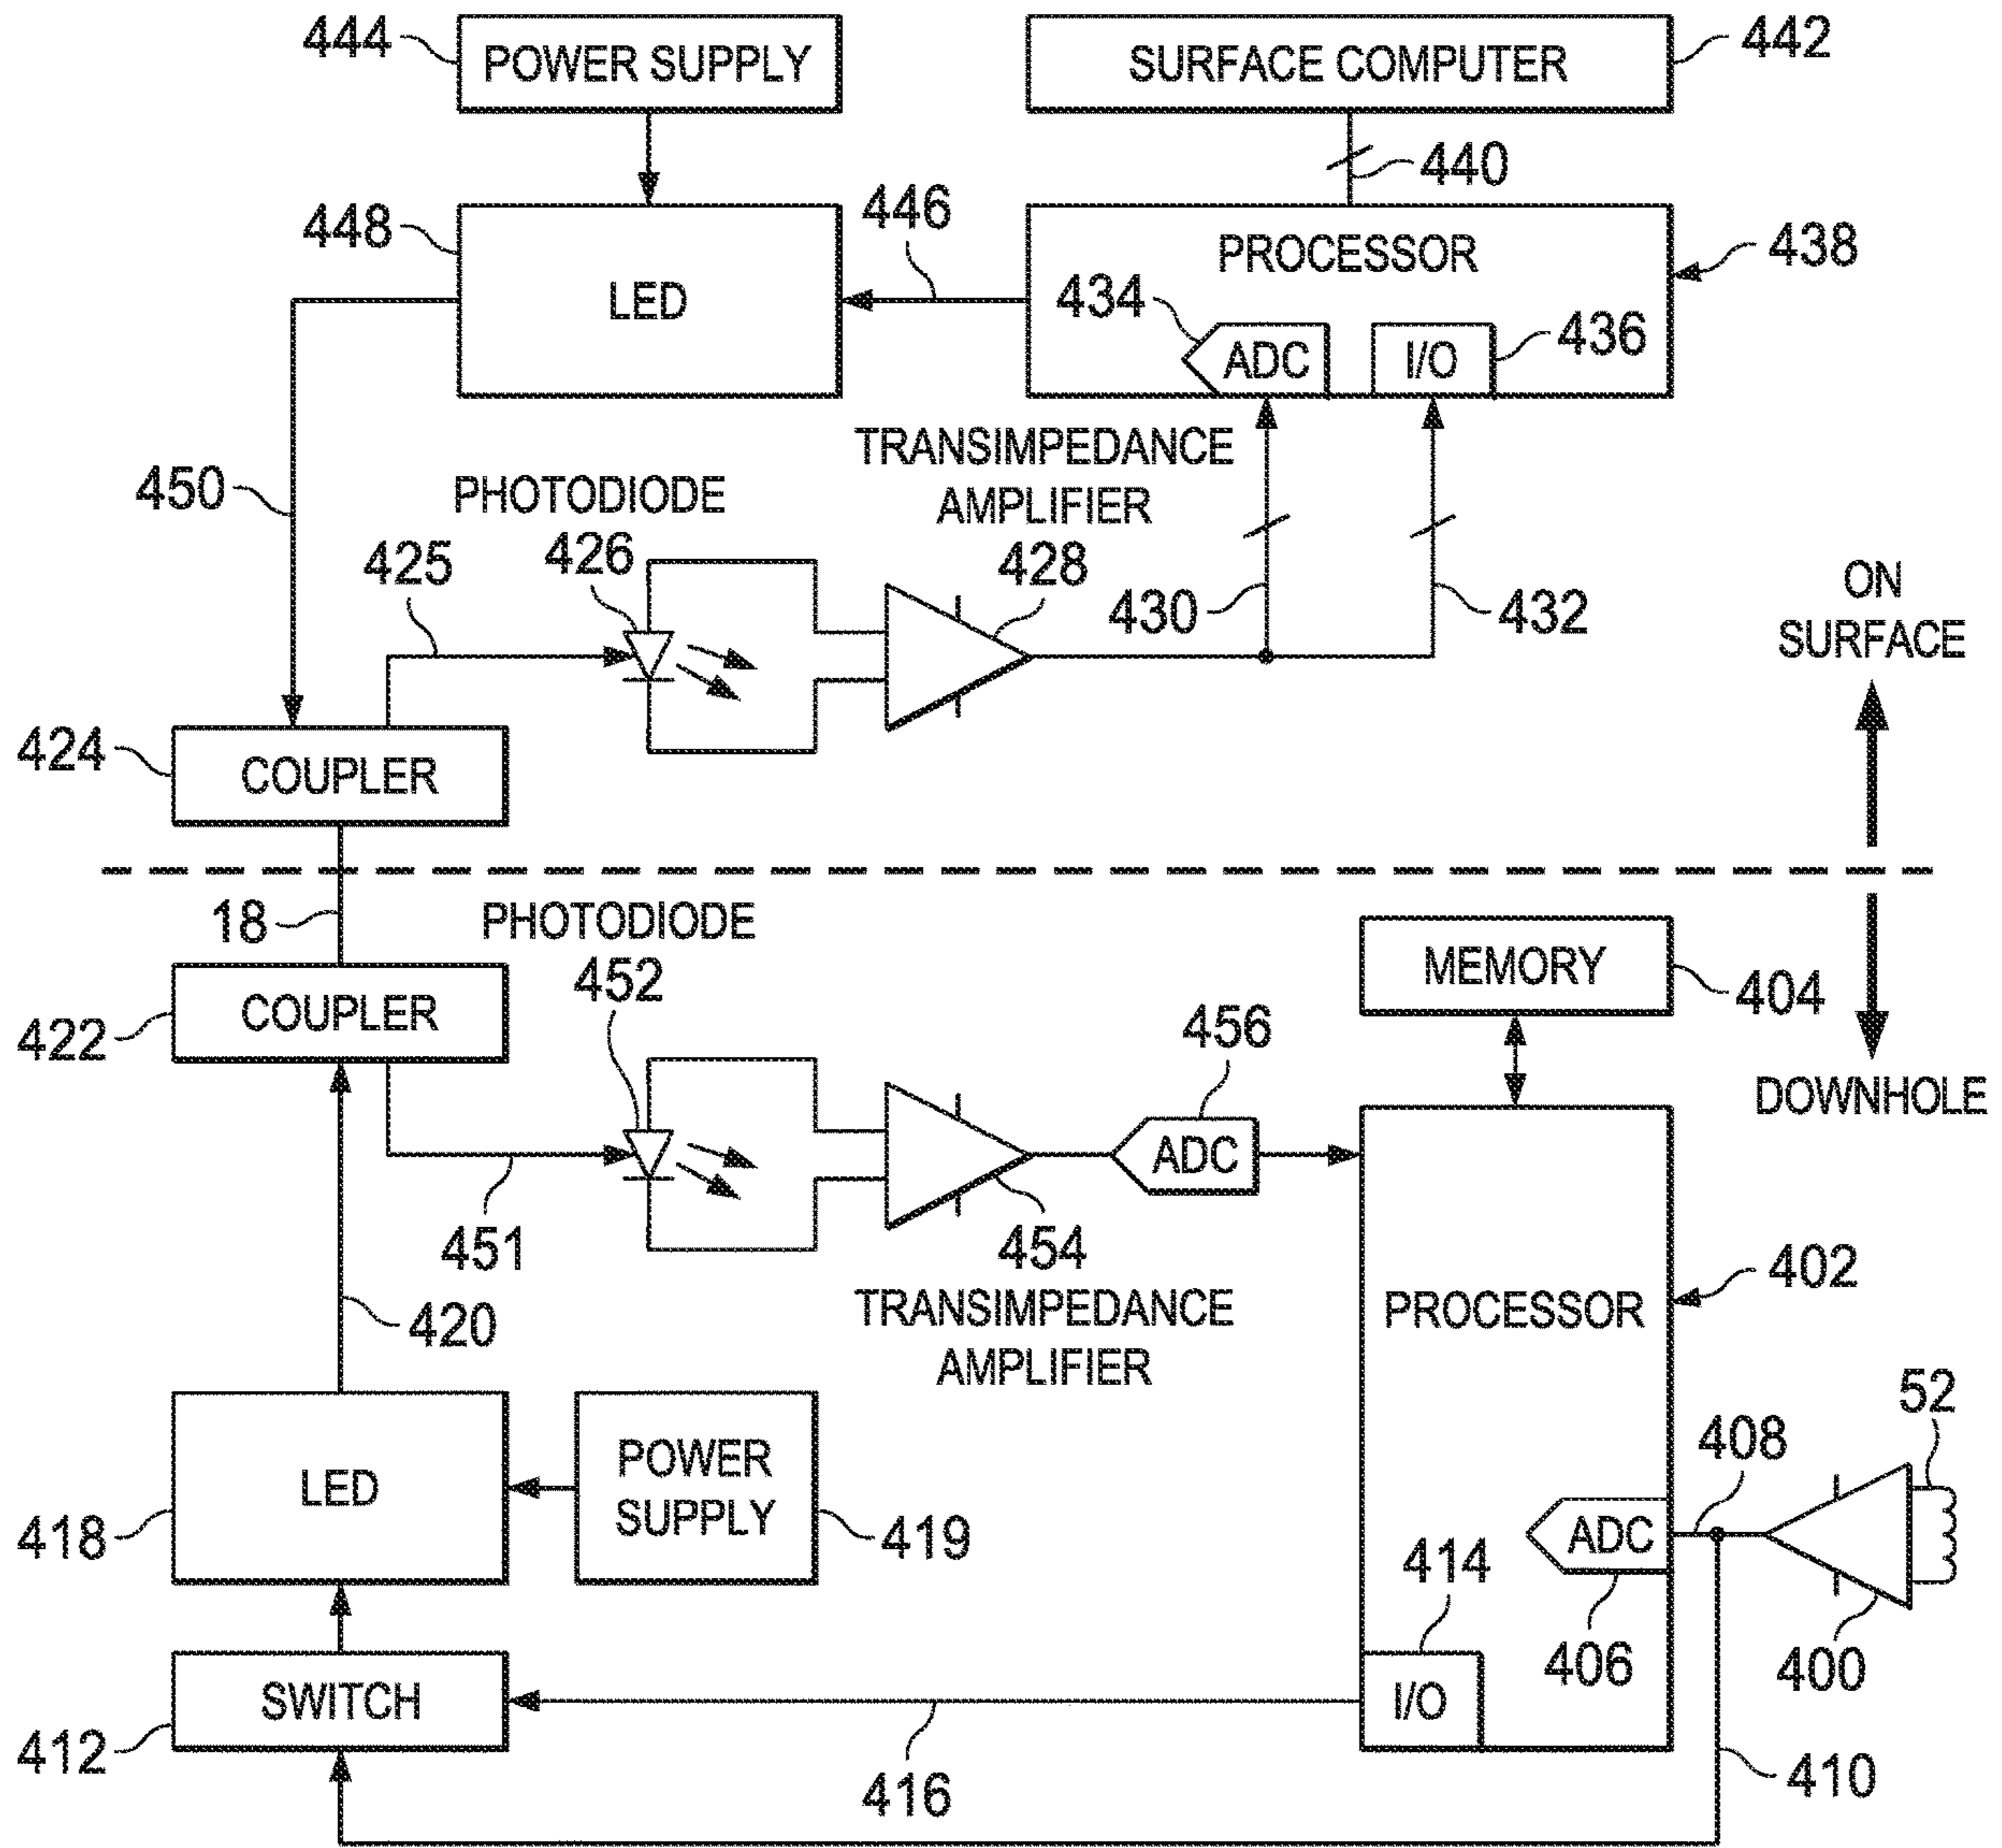 444
POWER SUPPLY
SURFACE COMPUTER
442
440
448
LED
446
PROCESSOR
438
434
ADC
I/O
436
450
PHOTODIODE
426
TRANSIMPEDANCE
AMPLIFIER
428
425
430
432
ON
SURFACE
424
COUPLER
18
PHOTODIODE
452
MEMORY
404
422
COUPLER
456
ADC
DOWNHOLE
451
454
TRANSIMPEDANCE
AMPLIFIER
420
PROCESSOR
402
418
LED
POWER
SUPPLY
419
52
408
ADC
414
406
400
412
SWITCH
416
I/O
410